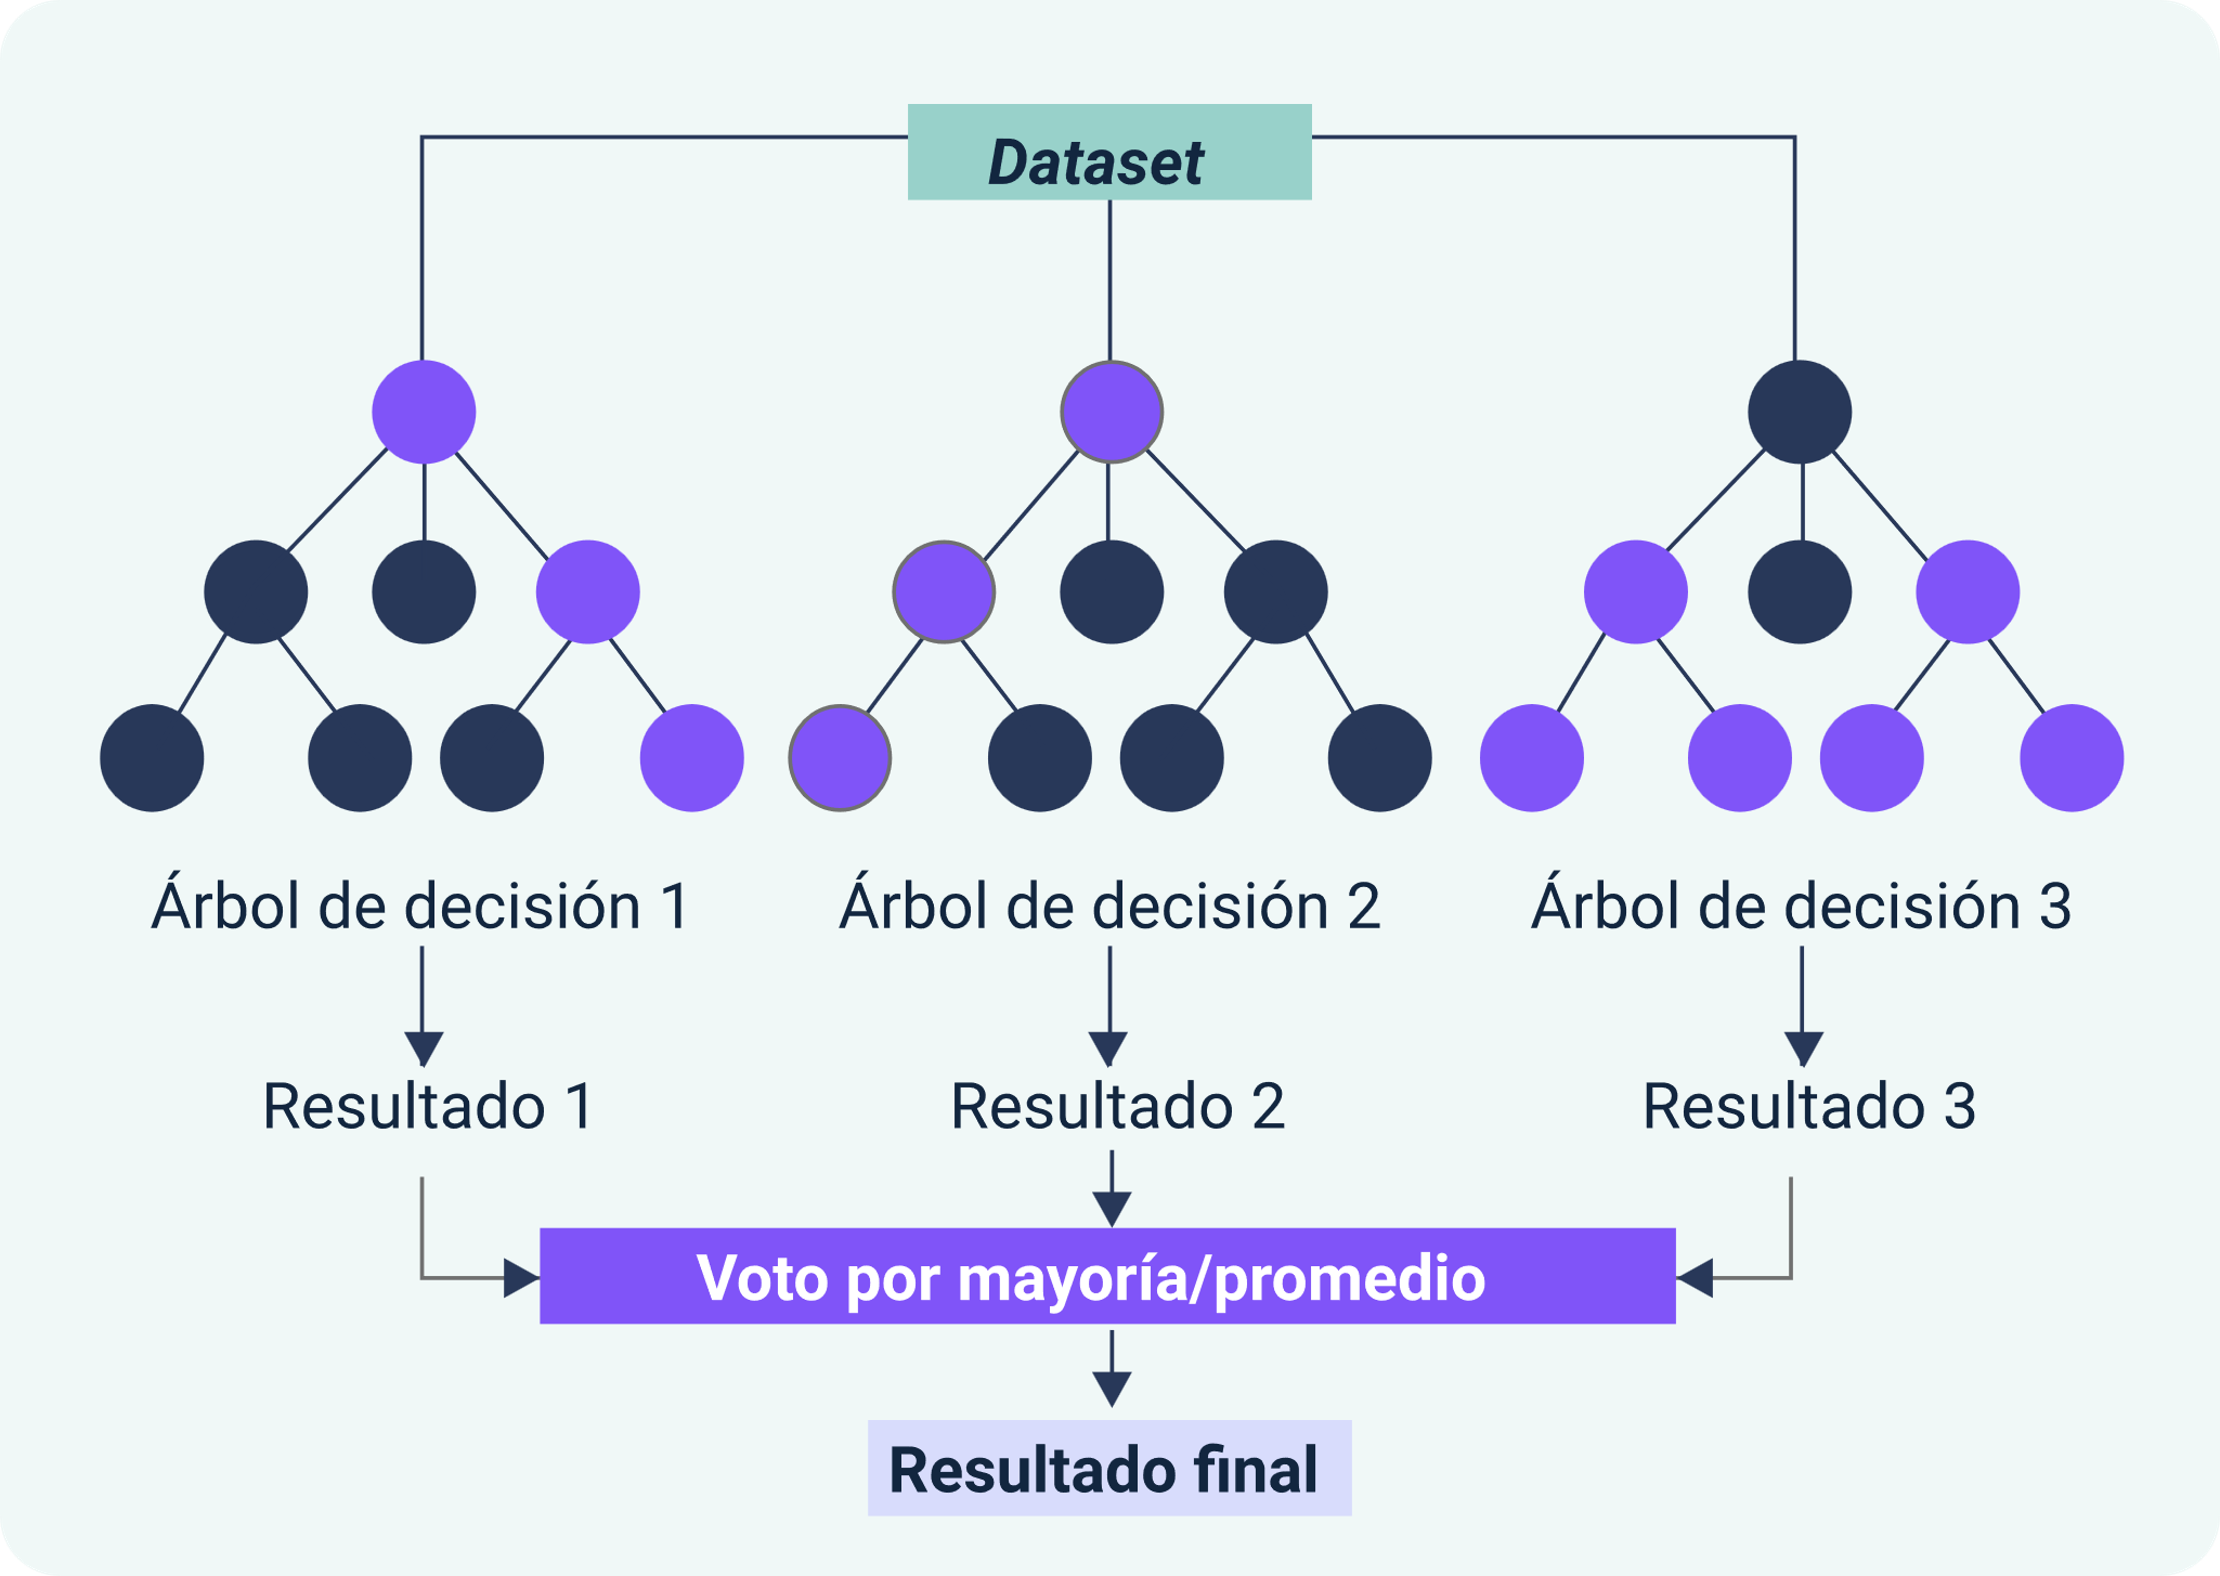 Dataset
Árbol de decisión 1
Árbol de decisión 2
Árbol de decisión 3
Resultado 1
Resultado 2
Resultado 3
Voto por mayoría/promedio
Resultado final